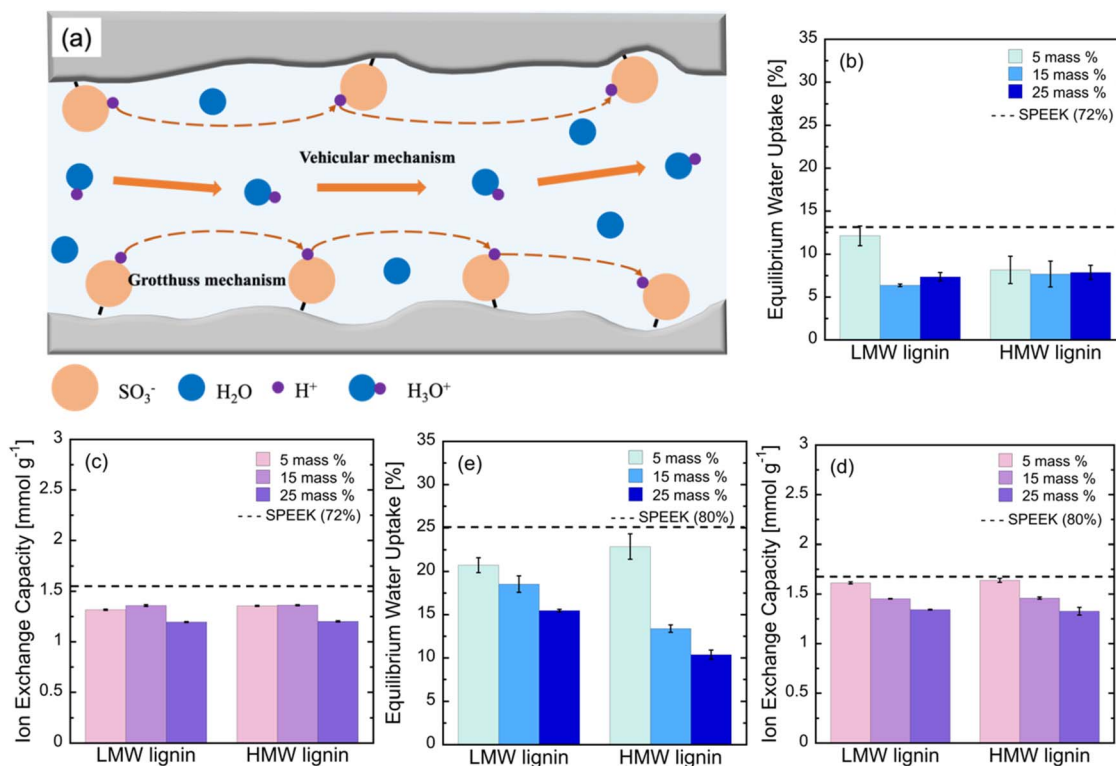 (a)
Vehicular mechanism
Grotthuss mechanism
SO₃⁻
H₂O
H⁺
H₃O⁺
(b)
Equilibrium Water Uptake [%]
35
30
25
20
15
10
5
0
5 mass %
15 mass %
25 mass %
SPEEK (72%)
LMW lignin
HMW lignin
(c)
Ion Exchange Capacity [mmol g⁻¹]
3
2.5
2
1.5
1
0.5
0
5 mass %
15 mass %
25 mass %
SPEEK (72%)
LMW lignin
HMW lignin
(e)
Equilibrium Water Uptake [%]
35
30
25
20
15
10
5
0
5 mass %
15 mass %
25 mass %
SPEEK (80%)
LMW lignin
HMW lignin
(d)
Ion Exchange Capacity [mmol g⁻¹]
3
2.5
2
1.5
1
0.5
0
5 mass %
15 mass %
25 mass %
SPEEK (80%)
LMW lignin
HMW lignin